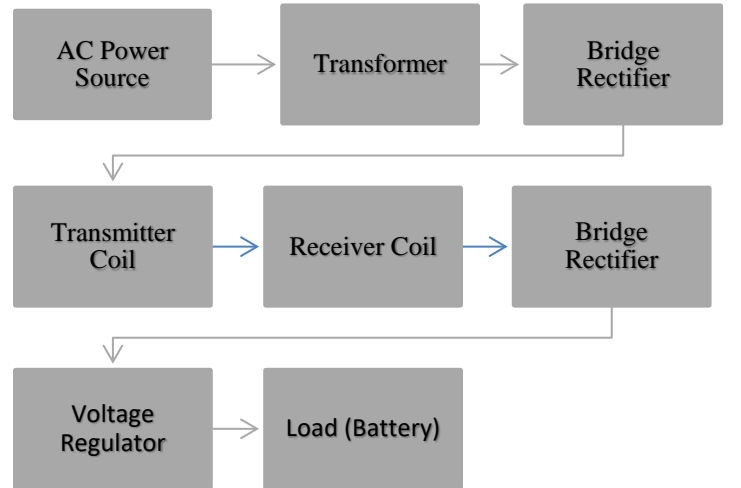 AC Power
Source
Transformer
Bridge
Rectifier
Transmitter
Coil
Receiver Coil
Bridge
Rectifier
Voltage
Regulator
Load (Battery)